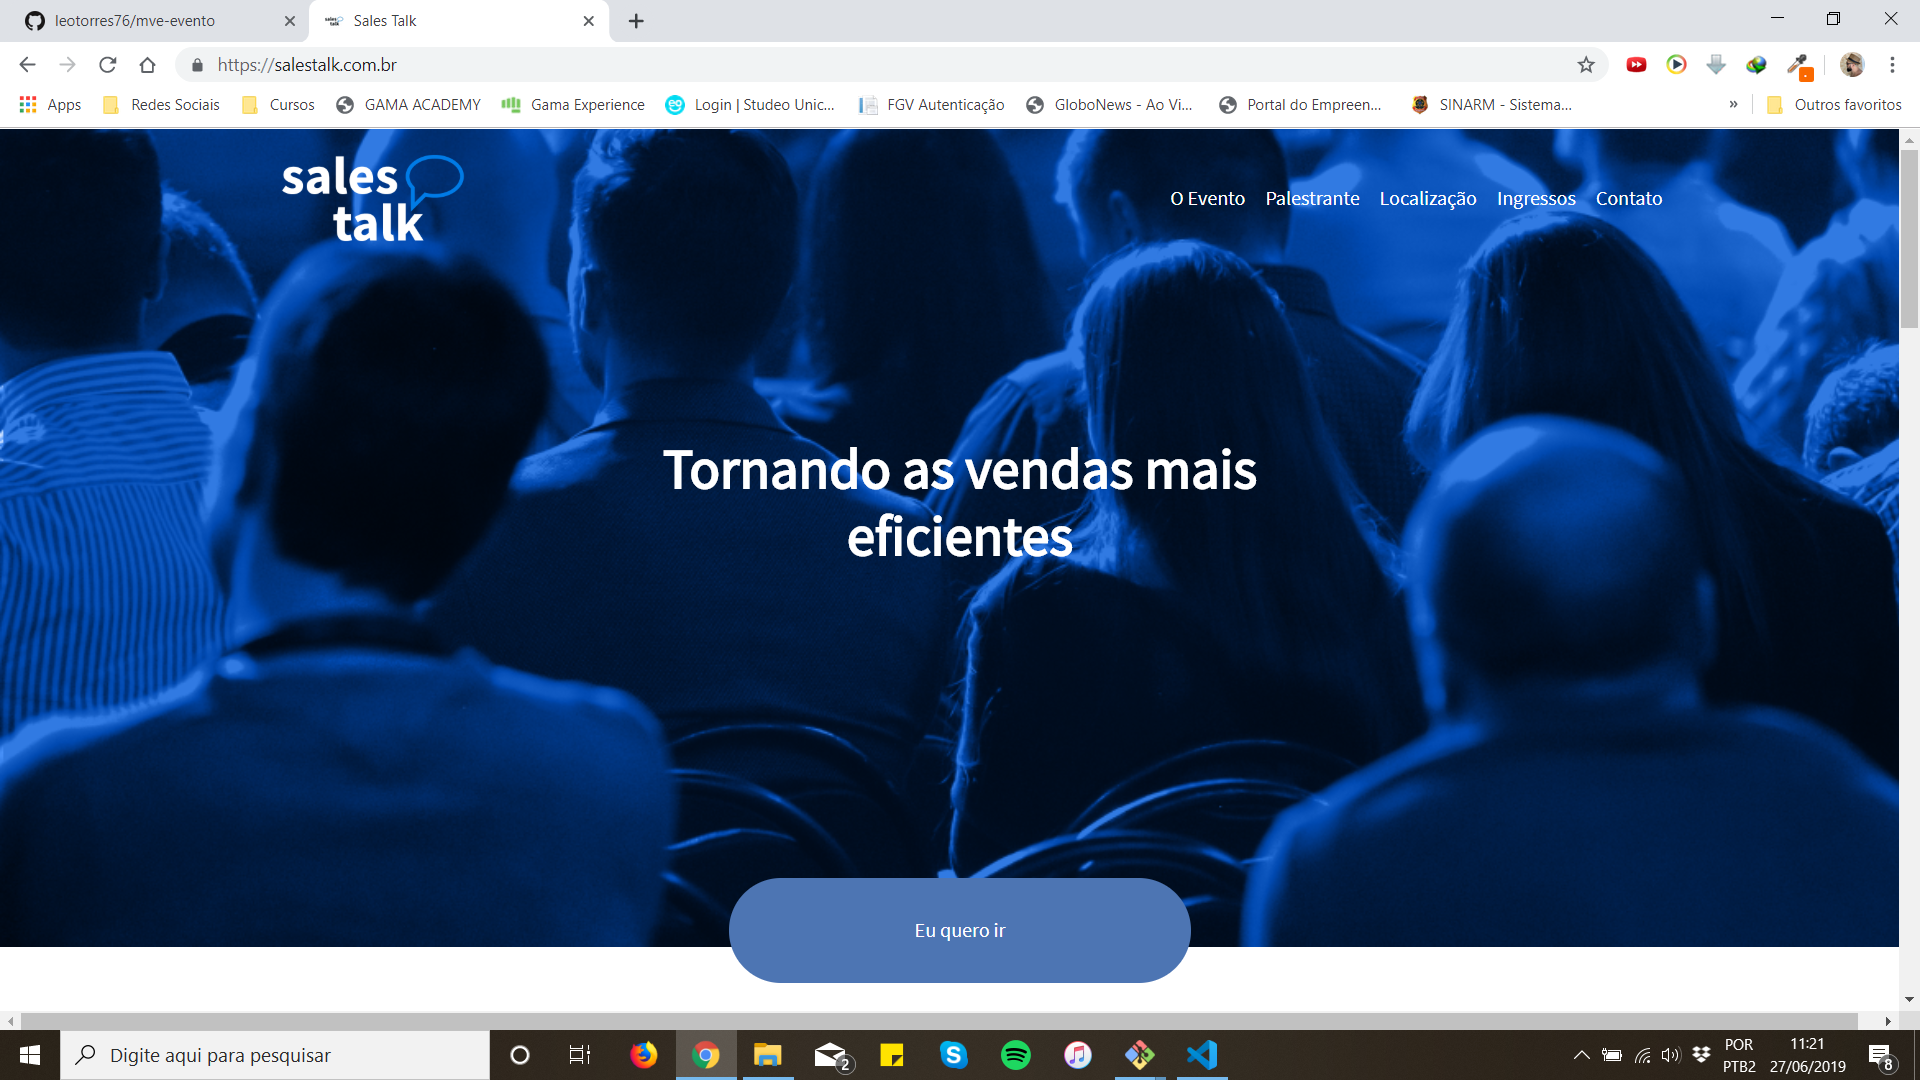 leotorres76/mve-evento
Sales Talk
https://salestalk.com.br
Apps
Redes Sociais
Cursos
GAMA ACADEMY
Gama Experience
Login | Studeo Unic...
FGV Autenticação
GloboNews - Ao Vi...
Portal do Empreen...
SINARM - Sistema...
»
Outros favoritos
sales
talk
O Evento
Palestrante
Localização
Ingressos
Contato
Tornando as vendas mais
eficientes
Eu quero ir
Digite aqui para pesquisar
2
POR
PTB2
11:21
27/06/2019
8